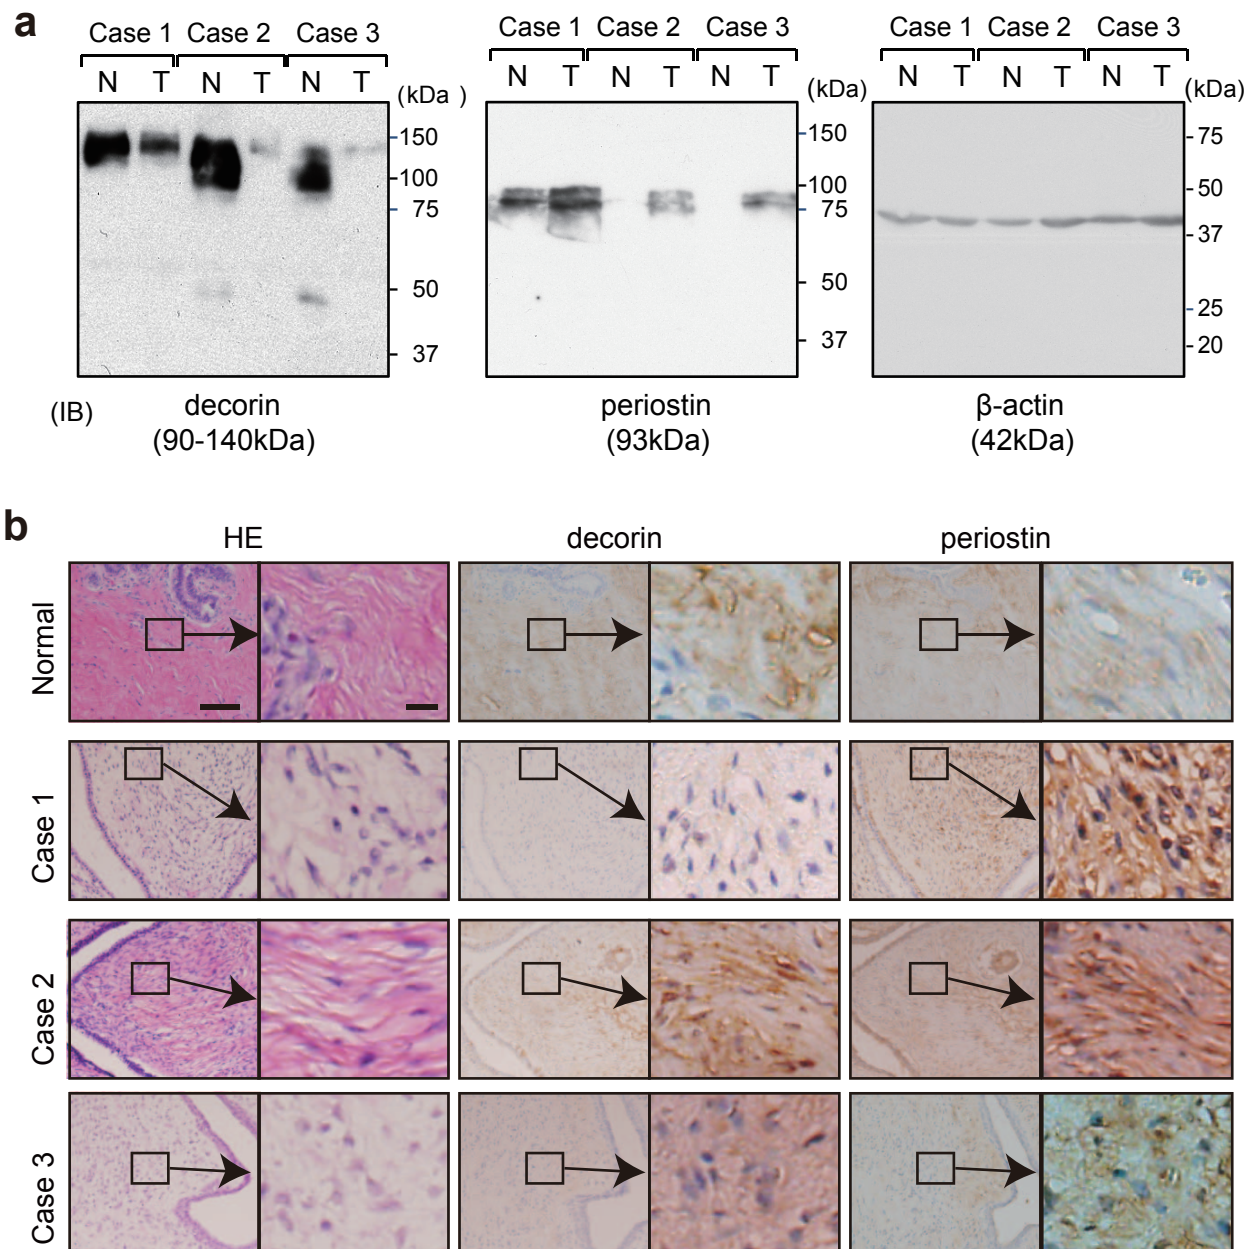 a
Case 1 Case 2 Case 3
N T N T N T
(kDa )
150
100
75
50
37
(IB)
decorin
(90-140kDa)
Case 1 Case 2 Case 3
N T N T N T
(kDa)
150
100
75
50
37
periostin
(93kDa)
Case 1 Case 2 Case 3
N T N T N T
(kDa)
75
50
37
25
20
β-actin
(42kDa)
b
HE decorin periostin
Normal
Case 1
Case 2
Case 3